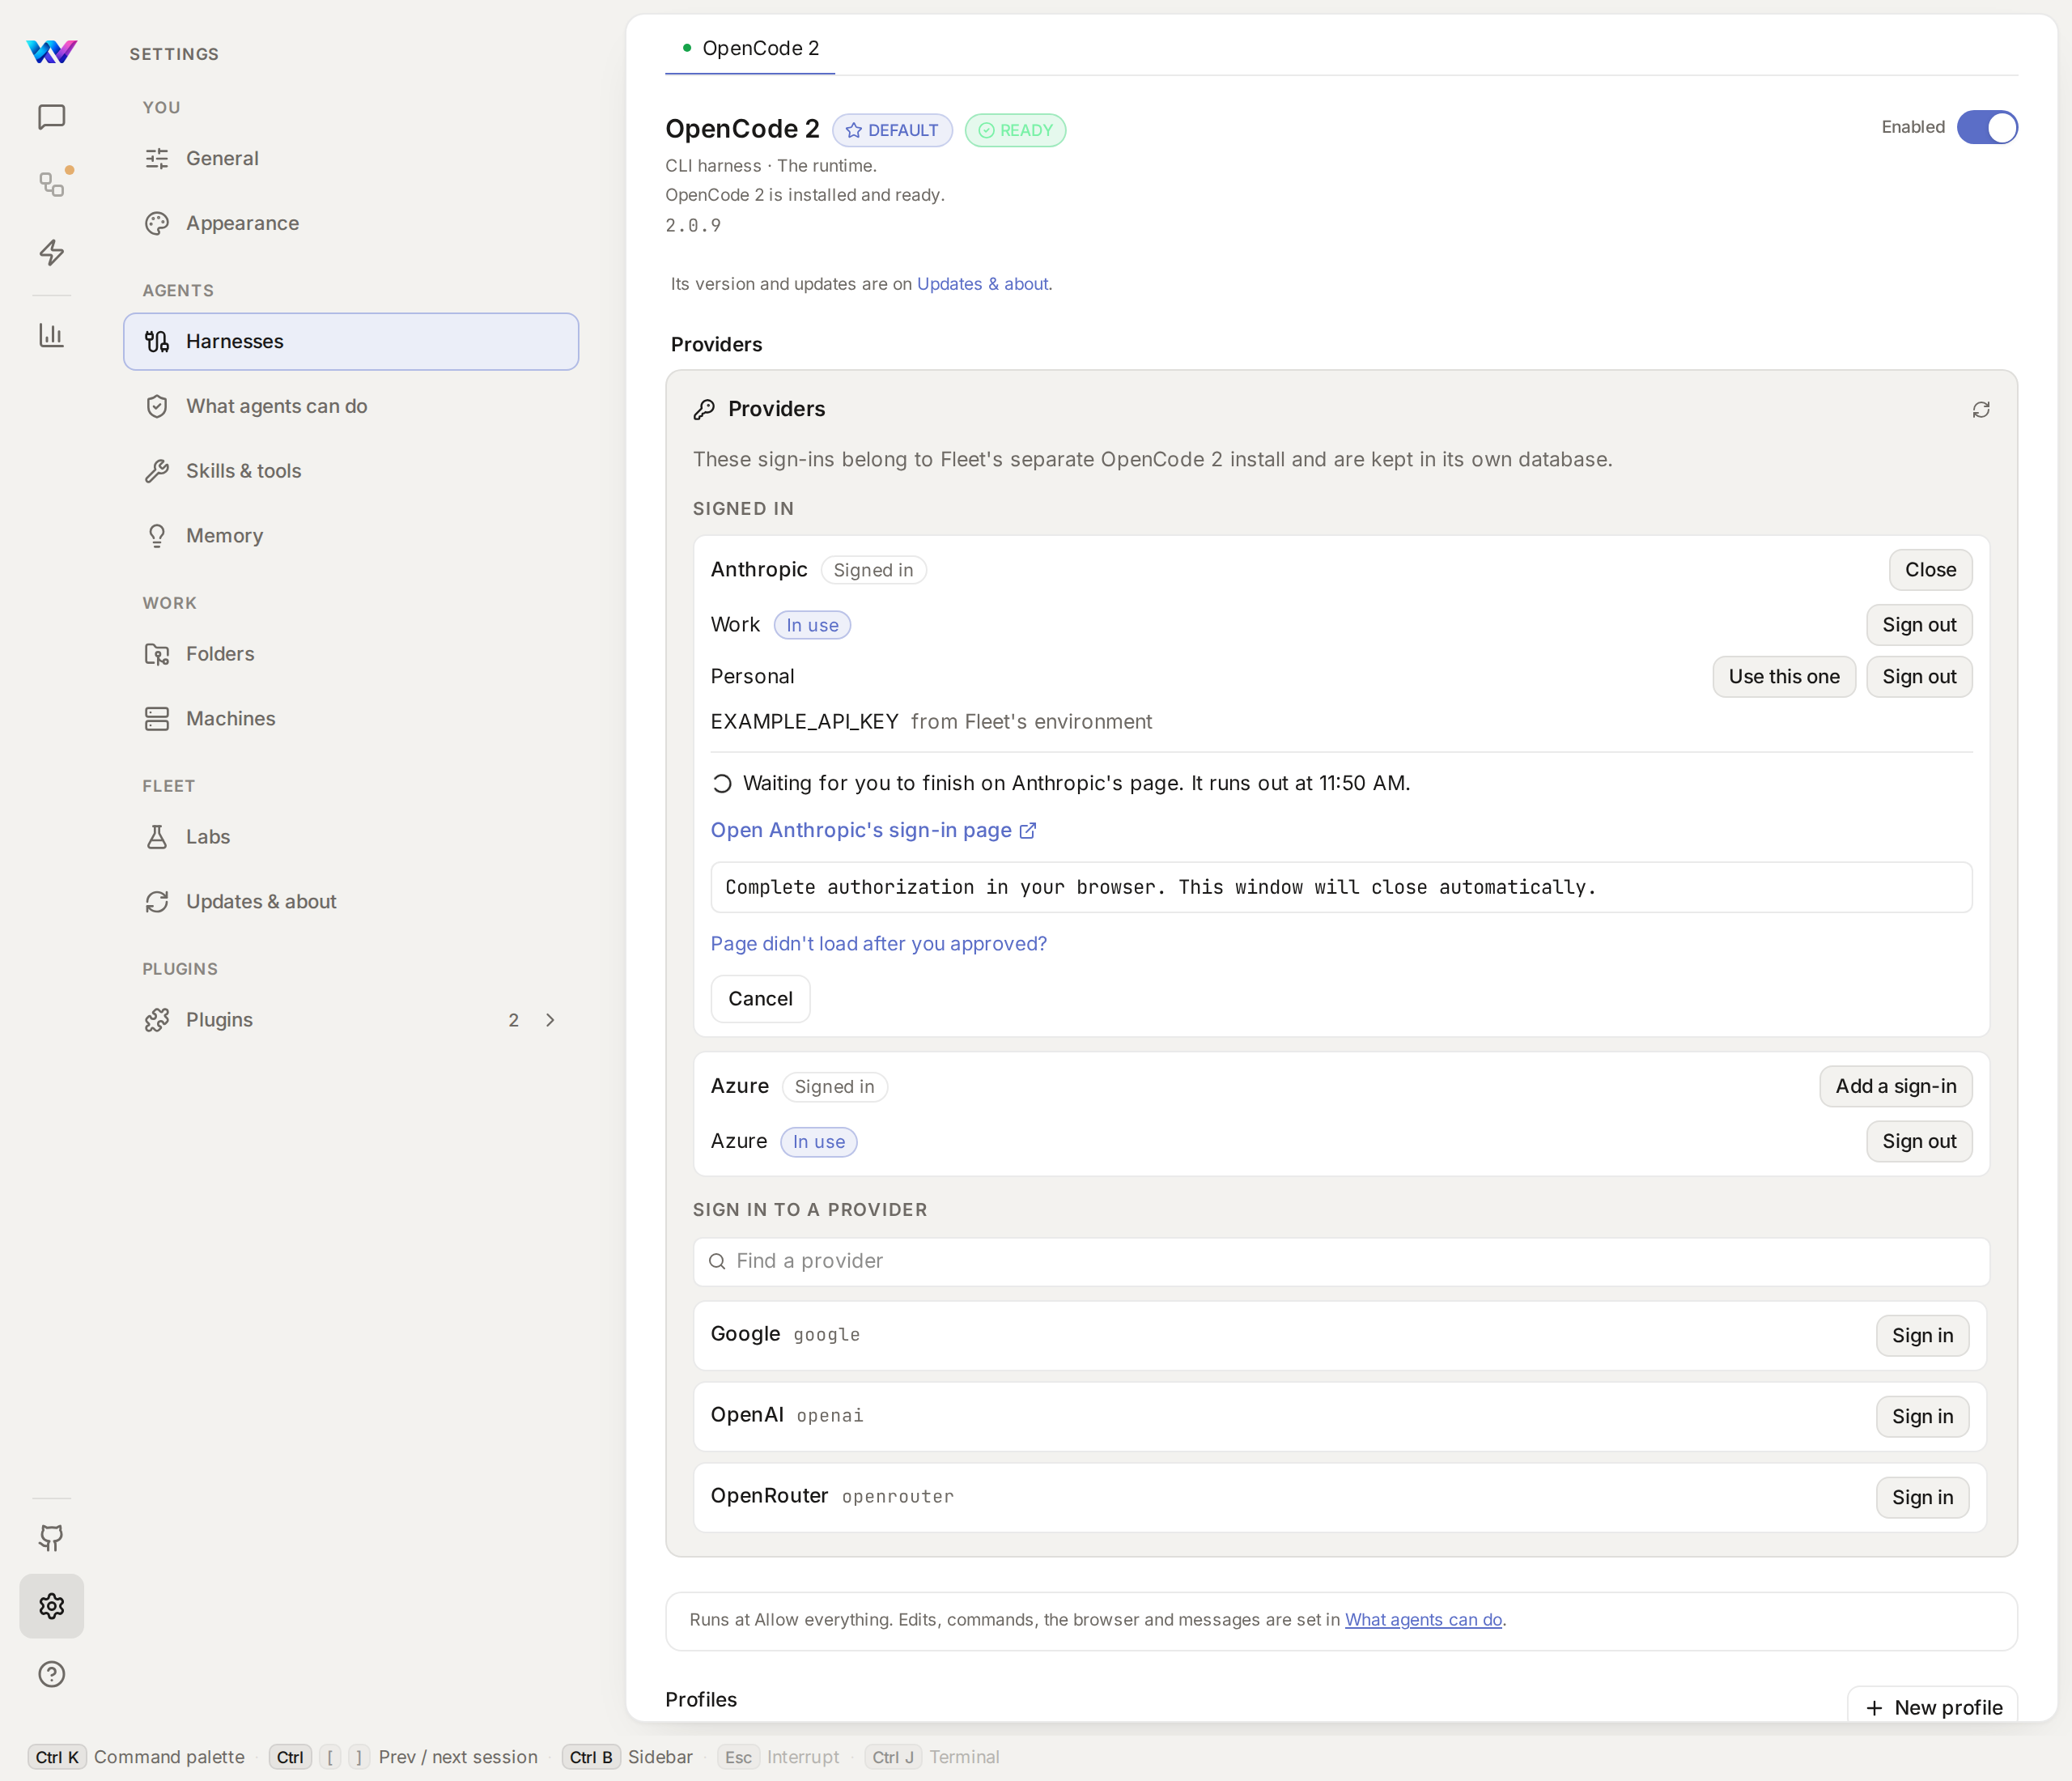 SETTINGS
YOU
General
Appearance
AGENTS
Harnesses
What agents can do
Skills & tools
Memory
WORK
Folders
Machines
FLEET
Labs
Updates & about
PLUGINS
Plugins 2
OpenCode 2
OpenCode 2 DEFAULT READY Enabled
CLI harness · The runtime.
OpenCode 2 is installed and ready.
2.0.9
Its version and updates are on Updates & about.
Providers
Providers
These sign-ins belong to Fleet's separate OpenCode 2 install and are kept in its own database.
SIGNED IN
Anthropic Signed in Close
Work In use Sign out
Personal Use this one Sign out
EXAMPLE_API_KEY from Fleet's environment
Waiting for you to finish on Anthropic's page. It runs out at 11:50 AM.
Open Anthropic's sign-in page
Complete authorization in your browser. This window will close automatically.
Page didn't load after you approved?
Cancel
Azure Signed in Add a sign-in
Azure In use Sign out
SIGN IN TO A PROVIDER
Find a provider
Google google Sign in
OpenAI openai Sign in
OpenRouter openrouter Sign in
Runs at Allow everything. Edits, commands, the browser and messages are set in What agents can do.
Profiles + New profile
Ctrl K Command palette · Ctrl [ ] Prev / next session · Ctrl B Sidebar · Esc Interrupt · Ctrl J Terminal